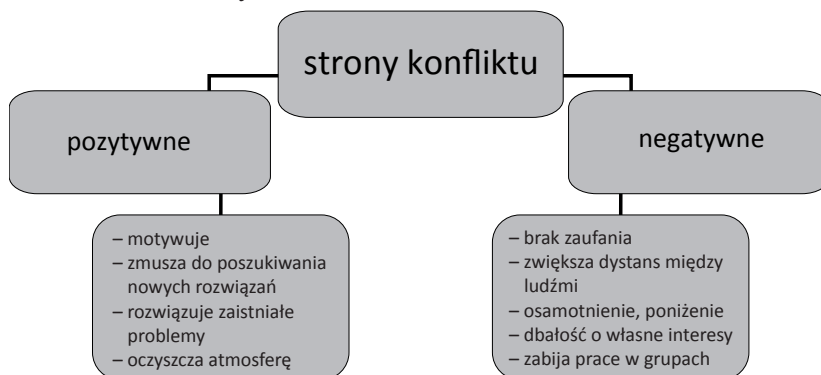 strony konfliktu
pozytywne
negatywne
– motywuje
– zmusza do poszukiwania
nowych rozwiązań
– rozwiązuje zaistniałe
problemy
– oczyszcza atmosferę
– brak zaufania
– zwiększa dystans między
ludźmi
– osamotnienie, poniżenie
– dbałość o własne interesy
– zabija prace w grupach